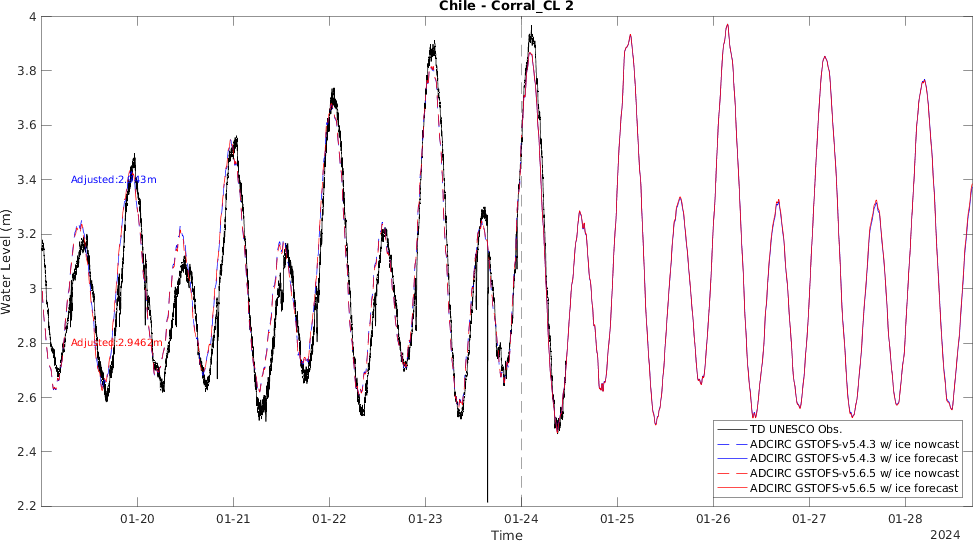 Chile - Corral_CL 2
4
3.8
3.6
3.4
3.2
3
2.8
2.6
2.4
2.2
Water Level (m)
Adjusted:2.943m
Adjusted:2.9462m
TD UNESCO Obs.
ADCIRC GSTOFS-v5.4.3 w/ ice nowcast
ADCIRC GSTOFS-v5.4.3 w/ ice forecast
ADCIRC GSTOFS-v5.6.5 w/ ice nowcast
ADCIRC GSTOFS-v5.6.5 w/ ice forecast
01-20 01-21 01-22 01-23 01-24 01-25 01-26 01-27 01-28
Time
2024